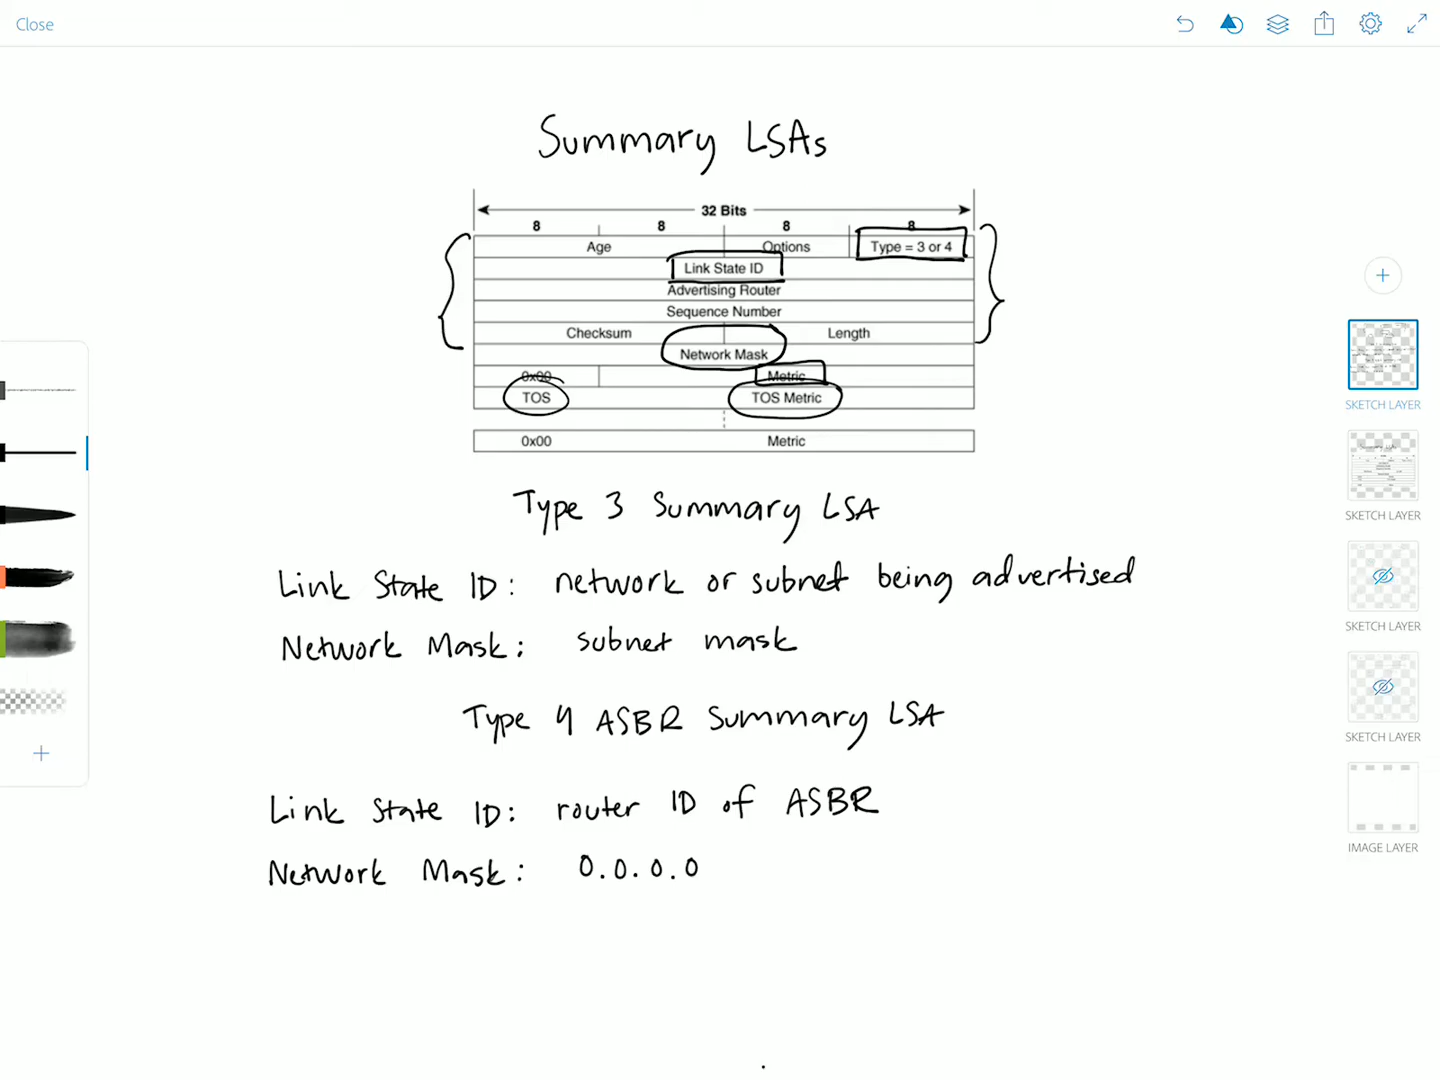 Close
Summary LSAs
32 Bits
8 8 8 8
Age Options Type = 3 or 4
Link State ID
Advertising Router
Sequence Number
Checksum Length
Network Mask
0x00 Metric
TOS TOS Metric
0x00 Metric
Type 3 Summary LSA
Link State ID: network or subnet being advertised
Network Mask: subnet mask
Type 4 ASBR Summary LSA
Link State ID: router ID of ASBR
Network Mask: 0.0.0.0
SKETCH LAYER
SKETCH LAYER
SKETCH LAYER
SKETCH LAYER
IMAGE LAYER